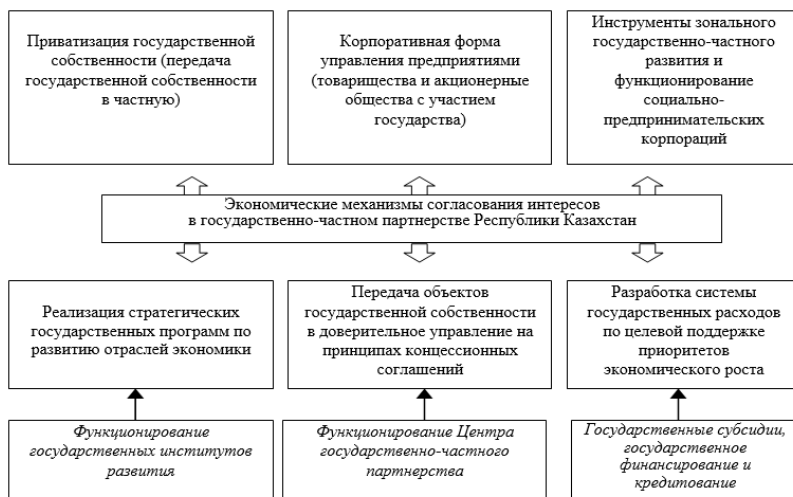 Приватизация государственной
собственности (передача
государственной собственности
в частную)
Корпоративная форма
управления предприятиями
(товарищества и акционерные
общества с участием
государства)
Инструменты зонального
государственно-частного
развития и
функционирование
социально-
предпринимательских
корпораций
Экономические механизмы согласования интересов
в государственно-частном партнерстве Республики Казахстан
Реализация стратегических
государственных программ по
развитию отраслей экономики
Передача объектов
государственной собственности
в доверительное управление на
принципах концессионных
соглашений
Разработка системы
государственных расходов
по целевой поддержке
приоритетов
экономического роста
Функционирование
государственных институтов
развития
Функционирование Центра
государственно-частного
партнерства
Государственные субсидии,
государственное
финансирование и
кредитование